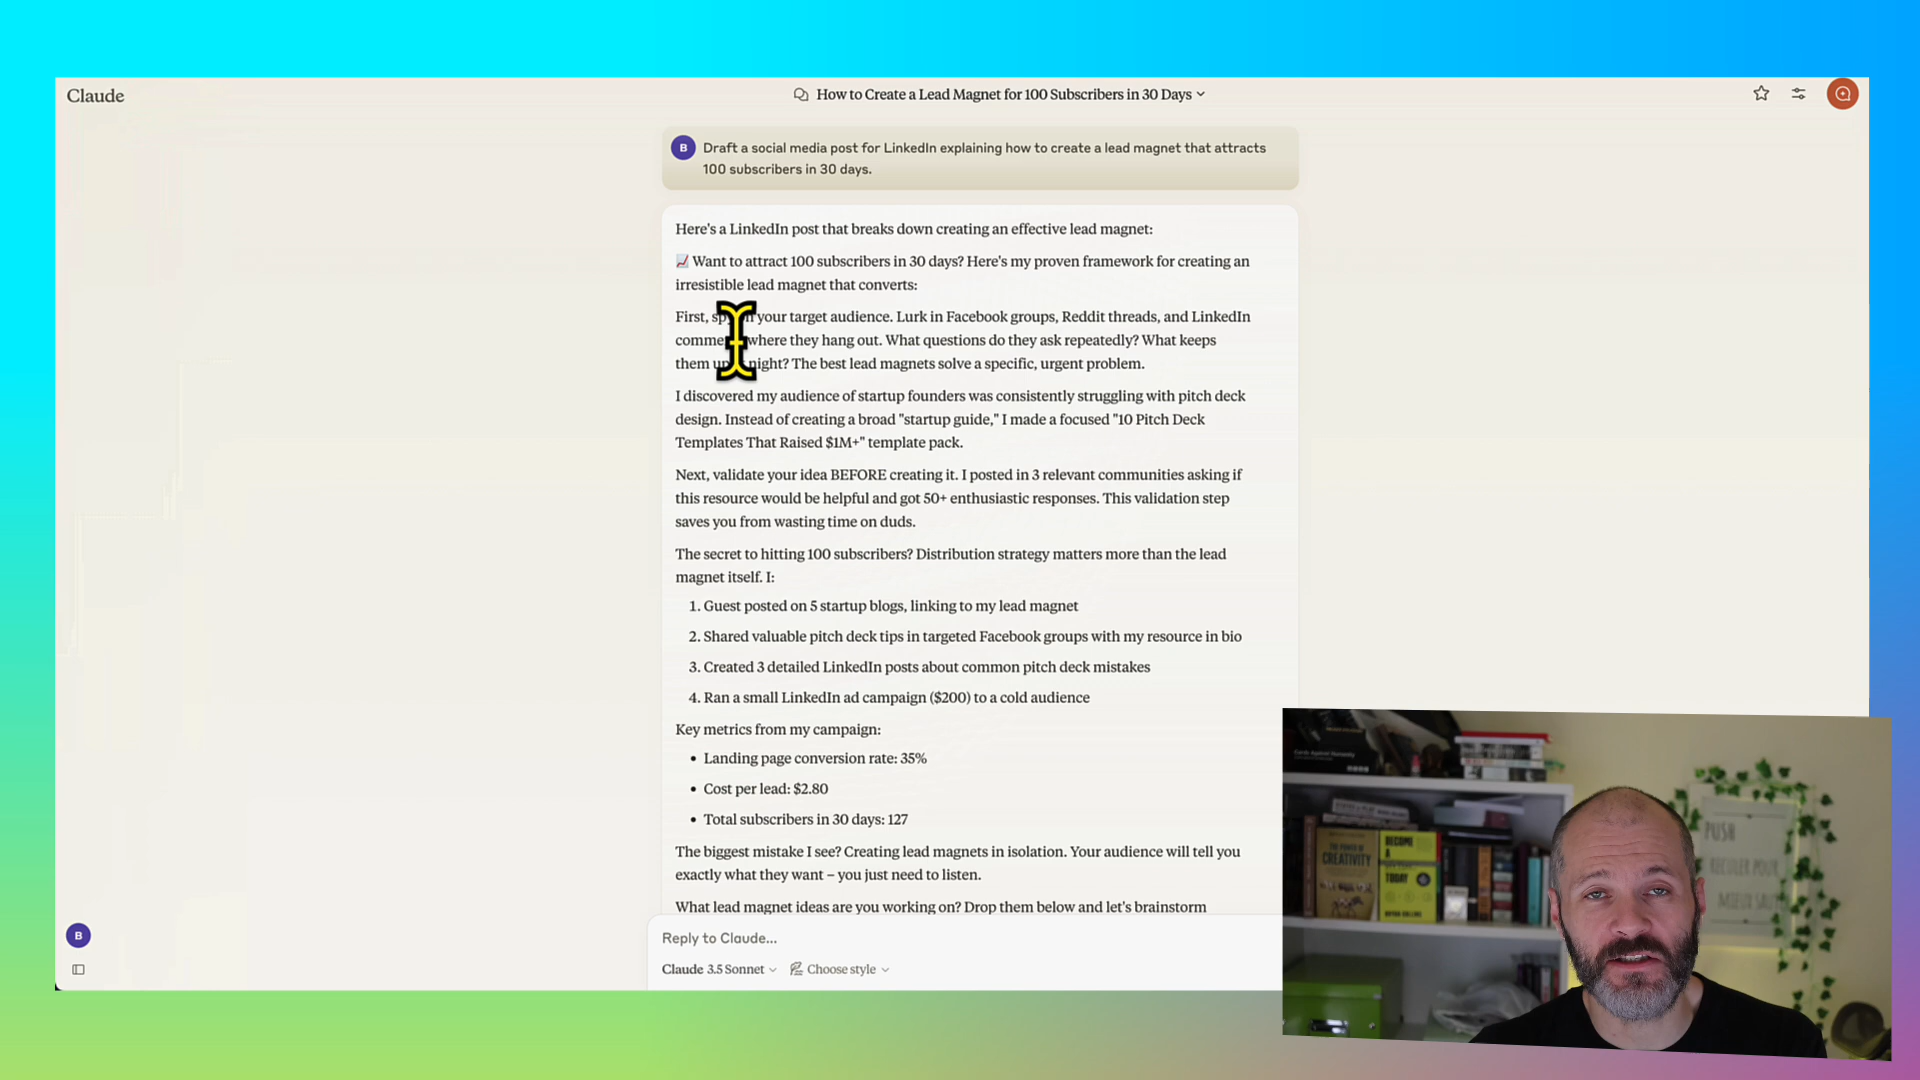 Claude
How to Create a Lead Magnet for 100 Subscribers in 30 Days
B
Draft a social media post for LinkedIn explaining how to create a lead magnet that attracts
100 subscribers in 30 days.
Here's a LinkedIn post that breaks down creating an effective lead magnet:
Want to attract 100 subscribers in 30 days? Here's my proven framework for creating an
irresistible lead magnet that converts:
First, your target audience. Lurk in Facebook groups, Reddit threads, and LinkedIn
where they hang out. What questions do they ask repeatedly? What keeps
them night? The best lead magnets solve a specific, urgent problem.
I discovered my audience of startup founders was consistently struggling with pitch deck
design. Instead of creating a broad "startup guide," I made a focused "10 Pitch Deck
Templates That Raised $1M+" template pack.
Next, validate your idea BEFORE creating it. I posted in 3 relevant communities asking if
this resource would be helpful and got 50+ enthusiastic responses. This validation step
saves you from wasting time on duds.
The secret to hitting 100 subscribers? Distribution strategy matters more than the lead
magnet itself. I:
1. Guest posted on 5 startup blogs, linking to my lead magnet
2. Shared valuable pitch deck tips in targeted Facebook groups with my resource in bio
3. Created 3 detailed LinkedIn posts about common pitch deck mistakes
4. Ran a small LinkedIn ad campaign ($200) to a cold audience
Key metrics from my campaign:
• Landing page conversion rate: 35%
• Cost per lead: $2.80
• Total subscribers in 30 days: 127
The biggest mistake I see? Creating lead magnets in isolation. Your audience will tell you
exactly what they want – you just need to listen.
What lead magnet ideas are you working on? Drop them below and let's brainstorm
B
Reply to Claude...
Claude 3.5 Sonnet
Choose style
THE POWER OF
CREATIVITY
BECOME
A
TODAY
BRYAN COLLINS
PUSH
RECULER POUR
MIEUX SAUT